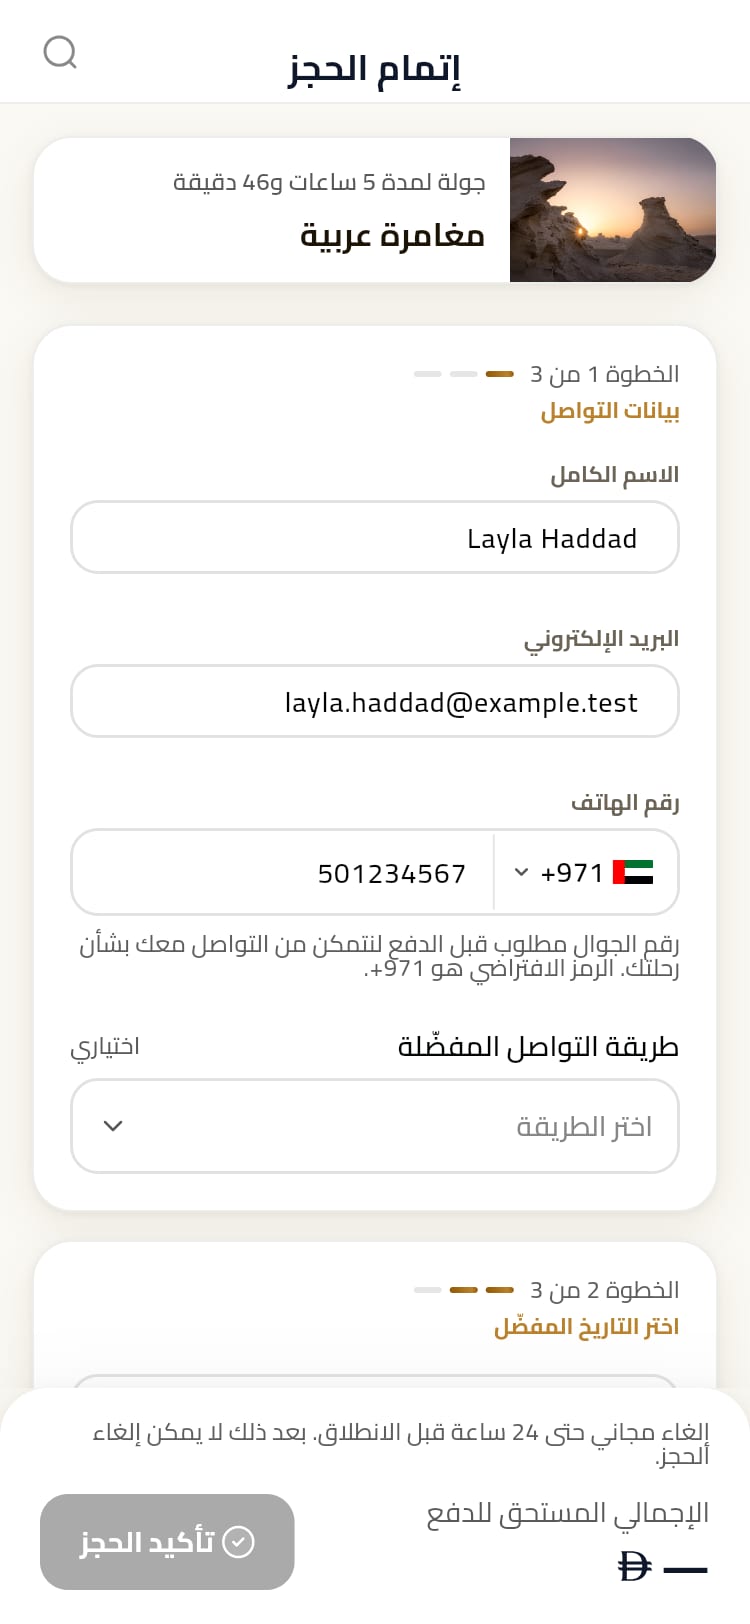 إتمام الحجز
جولة لمدة 5 ساعات و46 دقيقة
مغامرة عربية
الخطوة 1 من 3
بيانات التواصل
الاسم الكامل
Layla Haddad
البريد الإلكتروني
layla.haddad@example.test
رقم الهاتف
+971
501234567
رقم الجوال مطلوب قبل الدفع لنتمكن من التواصل معك بشأن
رحلتك. الرمز الافتراضي هو 971+.
طريقة التواصل المفضّلة
اختياري
اختر الطريقة
الخطوة 2 من 3
اختر التاريخ المفضّل
إلغاء مجاني حتى 24 ساعة قبل الانطلاق. بعد ذلك لا يمكن إلغاء
الحجز.
الإجمالي المستحق للدفع
—
تأكيد الحجز